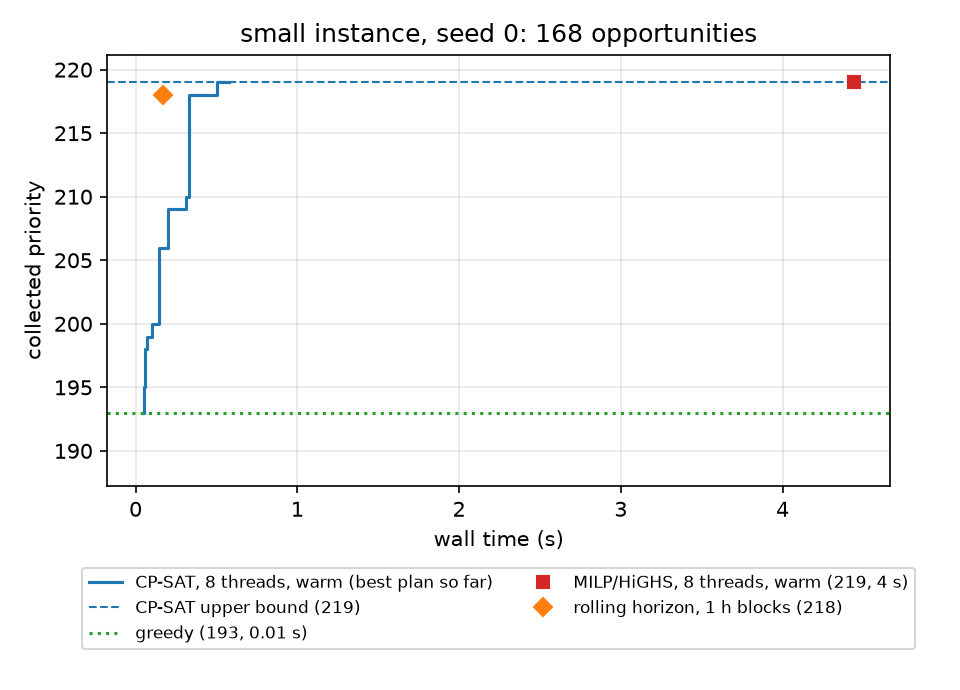 small instance, seed 0: 168 opportunities
220
215
210
205
200
195
190
collected priority
0
1
2
3
4
wall time (s)
CP-SAT, 8 threads, warm (best plan so far)
CP-SAT upper bound (219)
greedy (193, 0.01 s)
MILP/HiGHS, 8 threads, warm (219, 4 s)
rolling horizon, 1 h blocks (218)